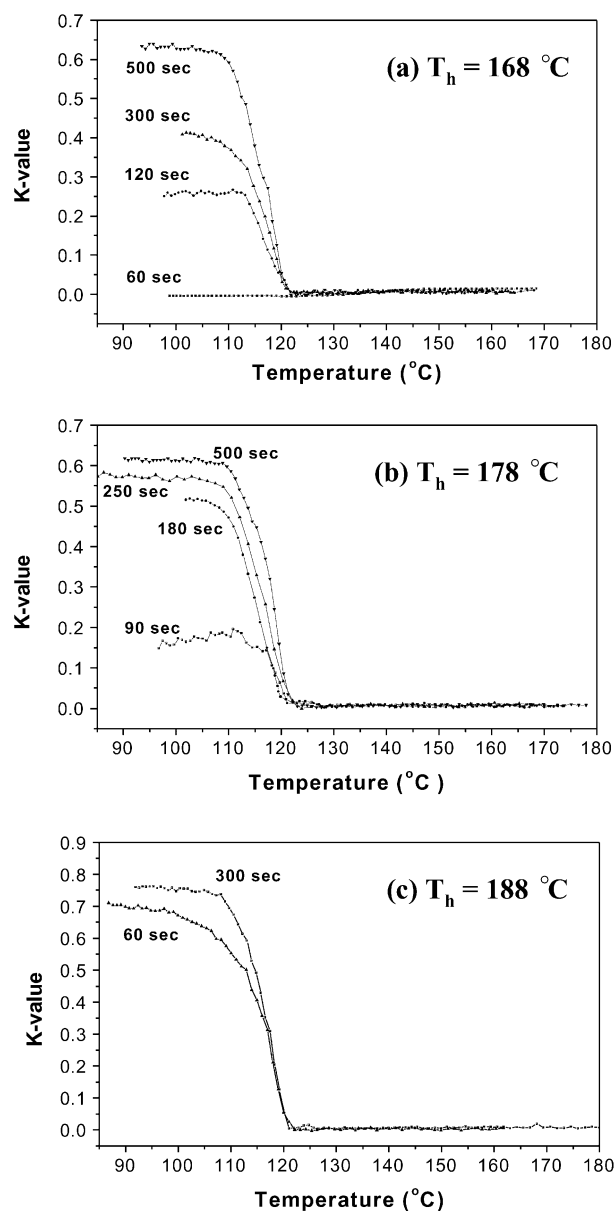 (a) Th = 168 °C
K-value
0.7
0.6
0.5
0.4
0.3
0.2
0.1
0.0
500 sec
300 sec
120 sec
60 sec
90 100 110 120 130 140 150 160 170 180
Temperature (°C)
(b) Th = 178 °C
K-value
0.7
0.6
0.5
0.4
0.3
0.2
0.1
0.0
500 sec
250 sec
180 sec
90 sec
90 100 110 120 130 140 150 160 170 180
Temperature (°C )
(c) Th = 188 °C
K-value
0.9
0.8
0.7
0.6
0.5
0.4
0.3
0.2
0.1
0.0
300 sec
60 sec
90 100 110 120 130 140 150 160 170 180
Temperature (°C)